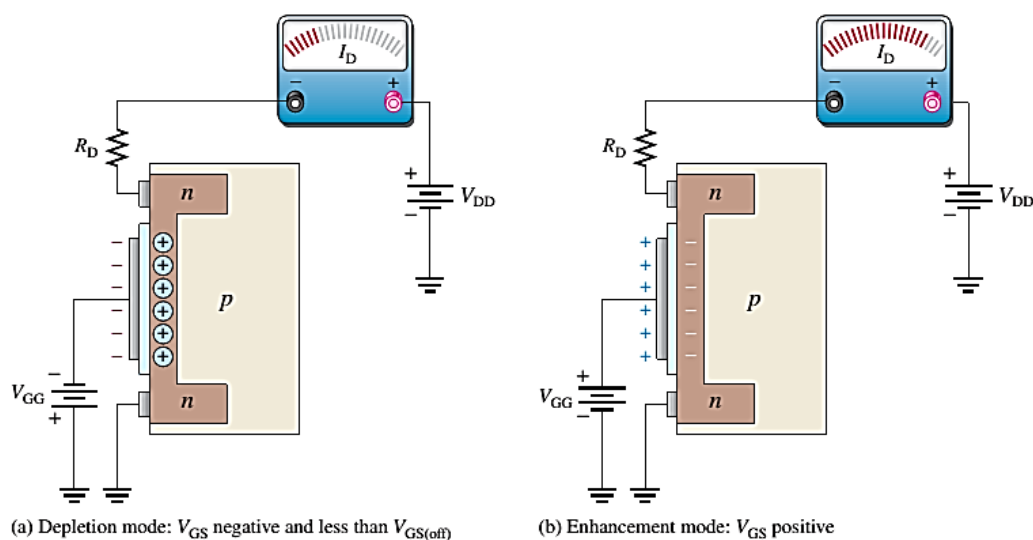 I_D
− +
R_D
n
+
V_DD
−
− ⊕
− ⊕
− ⊕
p
− ⊕
− ⊕
− ⊕
−
V_GG
+
n
(a) Depletion mode: V_GS negative and less than V_GS(off)
I_D
− +
R_D
n
+
V_DD
−
+ −
+ −
+ −
p
+ −
+ −
+ −
+
V_GG
−
n
(b) Enhancement mode: V_GS positive